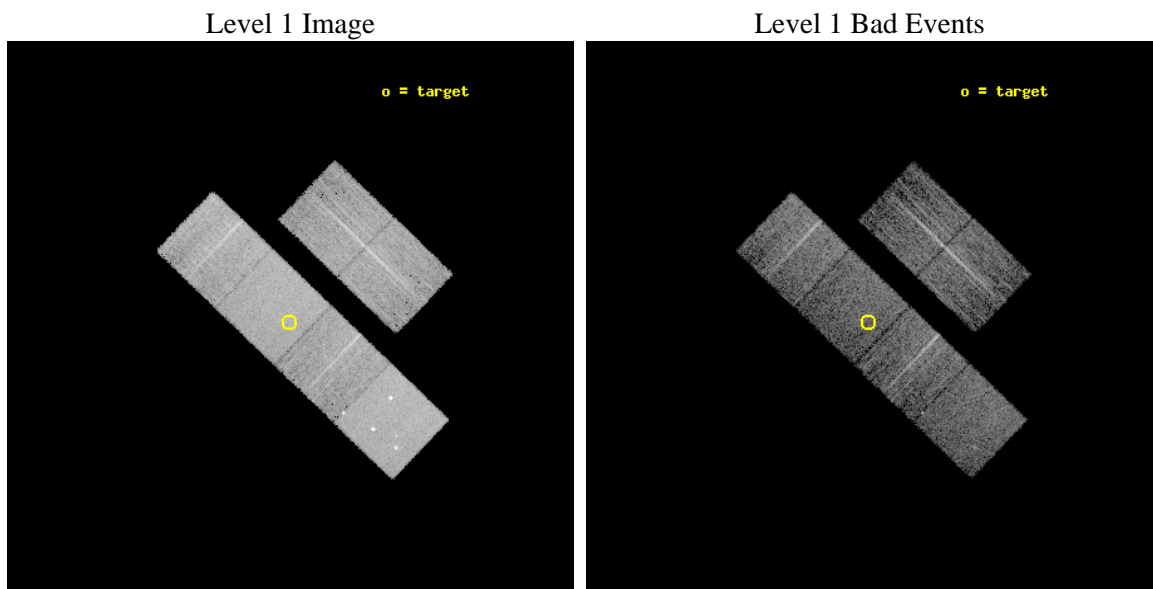 Level 1 Image
Level 1 Bad Events
o = target
o = target